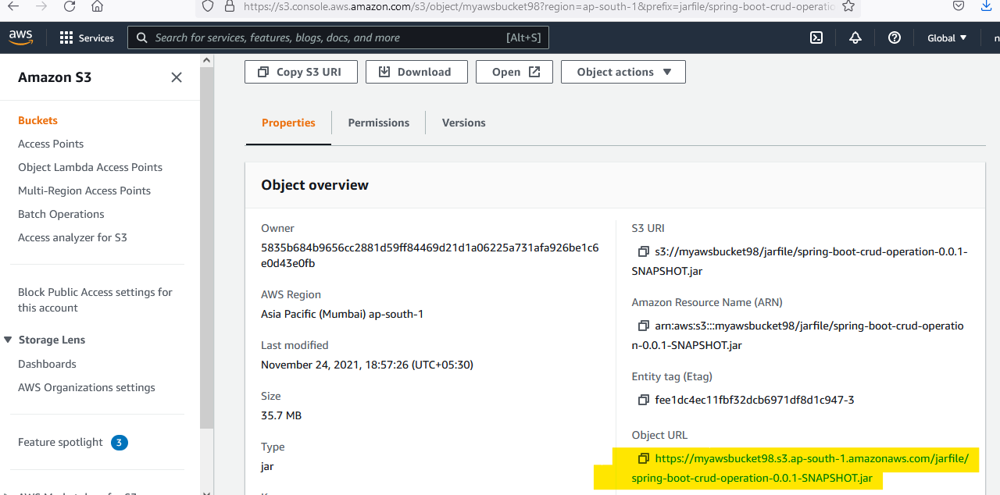 https://s3.console.aws.amazon.com/s3/object/myawsbucket98?region=ap-south-1&prefix=jarfile/spring-boot-crud-operatio
aws
Services
Search for services, features, blogs, docs, and more
[Alt+S]
Global
Amazon S3
Buckets
Access Points
Object Lambda Access Points
Multi-Region Access Points
Batch Operations
Access analyzer for S3
Block Public Access settings for
this account
Storage Lens
Dashboards
AWS Organizations settings
Feature spotlight 3
Copy S3 URI
Download
Open
Object actions
Properties
Permissions
Versions
Object overview
Owner
5835b684b9656cc2881d59ff84469d21d1a06225a731afa926be1c6
e0d43e0fb
AWS Region
Asia Pacific (Mumbai) ap-south-1
Last modified
November 24, 2021, 18:57:26 (UTC+05:30)
Size
35.7 MB
Type
jar
S3 URI
s3://myawsbucket98/jarfile/spring-boot-crud-operation-0.0.1-
SNAPSHOT.jar
Amazon Resource Name (ARN)
arn:aws:s3:::myawsbucket98/jarfile/spring-boot-crud-operatio
n-0.0.1-SNAPSHOT.jar
Entity tag (Etag)
fee1dc4ec11fbf32dcb6971df8d1c947-3
Object URL
https://myawsbucket98.s3.ap-south-1.amazonaws.com/jarfile/
spring-boot-crud-operation-0.0.1-SNAPSHOT.jar